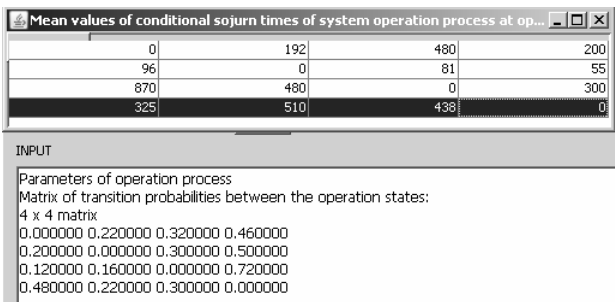 Mean values of conditional sojurn times of system operation process at op...
0 192 480 200
96 0 81 55
870 480 0 300
325 510 438 0
INPUT
Parameters of operation process
Matrix of transition probabilities between the operation states:
4 x 4 matrix
0.000000 0.220000 0.320000 0.460000
0.200000 0.000000 0.300000 0.500000
0.120000 0.160000 0.000000 0.720000
0.480000 0.220000 0.300000 0.000000